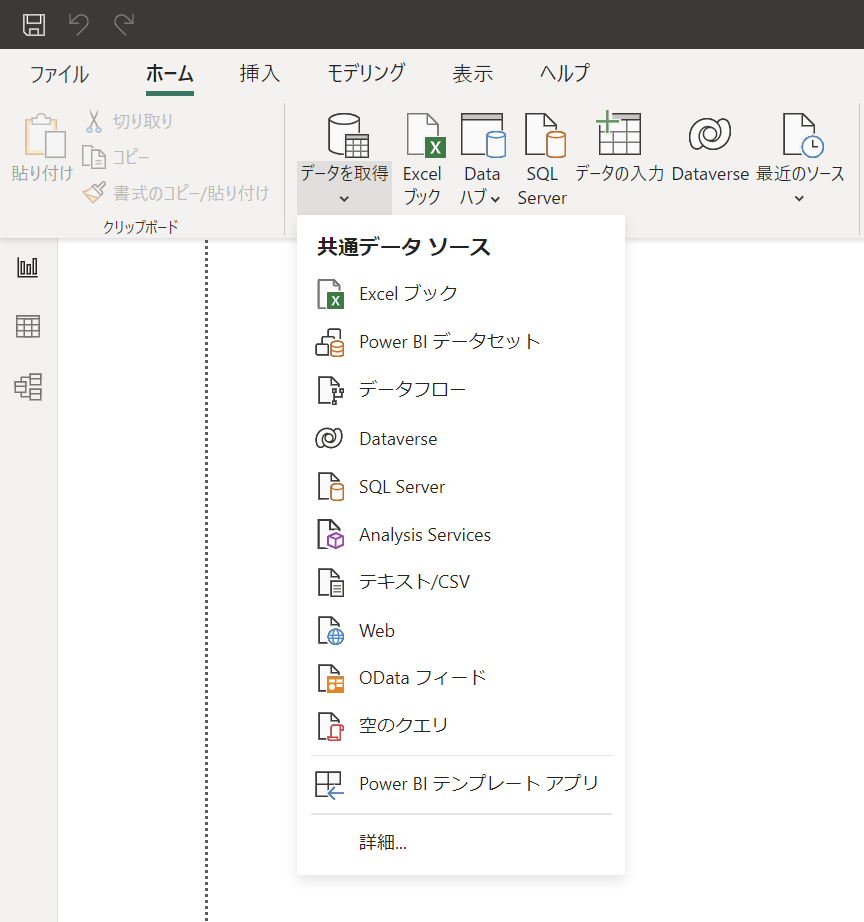 ファイル
ホーム
挿入
モデリング
表示
ヘルプ
貼り付け
切り取り
コピー
書式のコピー/貼り付け
クリップボード
データを取得
Excel
ブック
Data
ハブ
SQL
Server
データの入力
Dataverse
最近のソース
共通データ ソース
Excel ブック
Power BI データセット
データフロー
Dataverse
SQL Server
Analysis Services
テキスト/CSV
Web
OData フィード
空のクエリ
Power BI テンプレート アプリ
詳細...